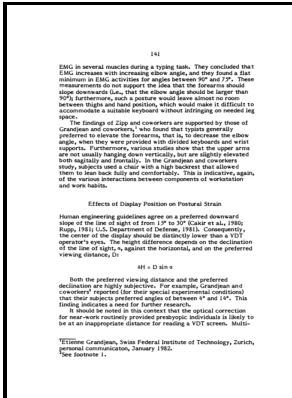 141
EMG in several muscles during a typing task. They concluded that
EMG increases with increasing elbow angle, and they found a flat
minimum in EMG activities for angles between 90° and 75°. These
measurements do not support the idea that the forearms should
slope downwards (i.e., that the elbow angle should be larger than
90°); furthermore, such a posture would leave almost no room
between thighs and hand position, which would make it difficult to
accommodate a suitable keyboard without infringing on needed leg
space.
The findings of Zipp and coworkers are supported by those of
Grandjean and coworkers,¹ who found that typists generally
preferred to elevate the forearms, that is, to decrease the elbow
angle, when they were provided with divided keyboards and wrist
supports. Furthermore, various studies show that the upper arms
are not usually hanging down vertically, but are slightly elevated
both sagitally and frontally. In the Grandjean and coworkers
study, subjects used a chair with a high backrest that allowed
them to lean back fully and comfortably. This is indicative, again,
of the various interactions between components of workstation
and work habits.
Effects of Display Position on Postural Strain
Human engineering guidelines agree on a preferred downward
slope of the line of sight of from 15° to 30° (Cakir et al., 1980;
Rupp, 1981; U.S. Department of Defense, 1981). Consequently,
the center of the display should be distinctly lower than a VDT
operator's eyes. The height difference depends on the declination
of the line of sight, α, against the horizontal, and on the preferred
viewing distance, D:
ΔH = D sin α
Both the preferred viewing distance and the preferred
declination are highly subjective. For example, Grandjean and
coworkers² reported (for their special experimental conditions)
that their subjects preferred angles of between 4° and 14°. This
finding indicates a need for further research.
It should be noted in this context that the optical correction
for near-work routinely provided presbyopic individuals is likely to
be at an inappropriate distance for reading a VDT screen. Multi-
¹Etienne Grandjean, Swiss Federal Institute of Technology, Zurich,
personal communicaton, January 1982.
²See footnote 1.